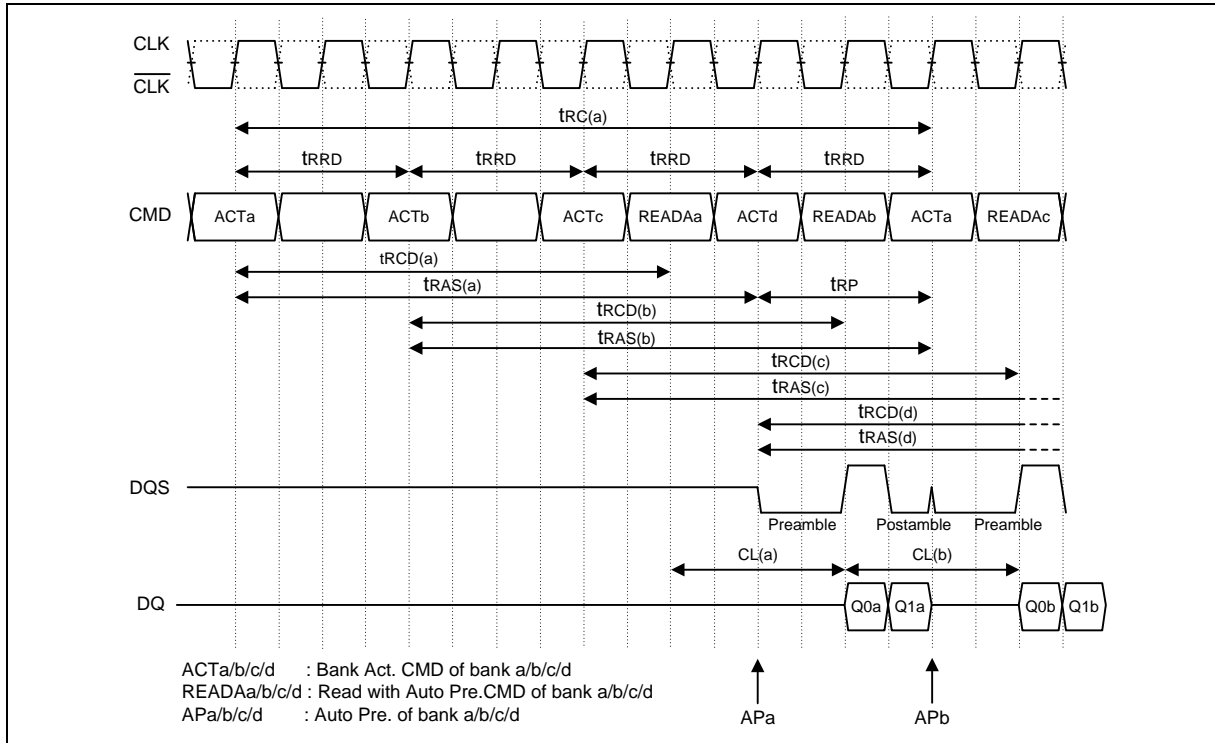 CLK
CLK
tRC(a)
tRRD tRRD tRRD tRRD
CMD ACTa ACTb ACTc READAa ACTd READAb ACTa READAc
tRCD(a)
tRAS(a) tRP
tRCD(b)
tRAS(b)
tRCD(c)
tRAS(c)
tRCD(d)
tRAS(d)
DQS
Preamble Postamble Preamble
CL(a) CL(b)
DQ Q0a Q1a Q0b Q1b
ACTa/b/c/d : Bank Act. CMD of bank a/b/c/d
READAa/b/c/d : Read with Auto Pre.CMD of bank a/b/c/d
APa/b/c/d : Auto Pre. of bank a/b/c/d
APa APb